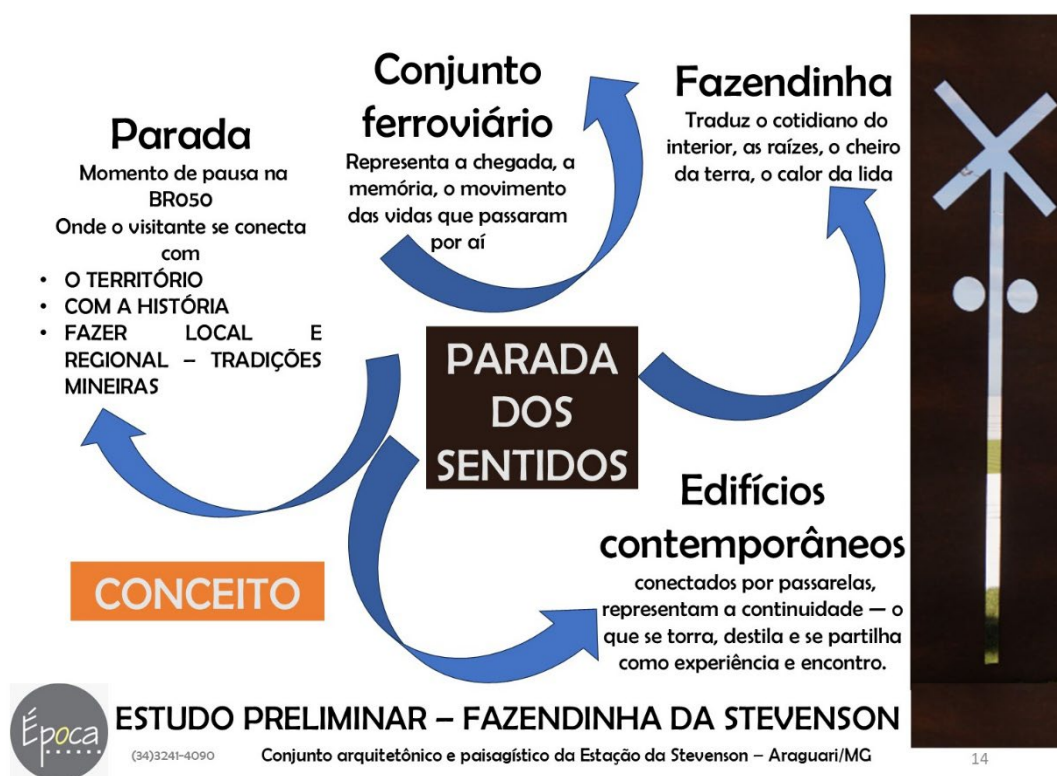 Parada
Momento de pausa na
BR050
Onde o visitante se conecta
com
• O TERRITÓRIO
• COM A HISTÓRIA
• FAZER LOCAL E
REGIONAL – TRADIÇÕES
MINEIRAS
Conjunto
ferroviário
Representa a chegada, a
memória, o movimento
das vidas que passaram
por aí
Fazendinha
Traduz o cotidiano do
interior, as raízes, o cheiro
da terra, o calor da lida
PARADA
DOS
SENTIDOS
Edifícios
contemporâneos
conectados por passarelas,
representam a continuidade — o
que se torra, destila e se partilha
como experiência e encontro.
CONCEITO
Época
ESTUDO PRELIMINAR – FAZENDINHA DA STEVENSON
(34)3241-4090
Conjunto arquitetônico e paisagístico da Estação da Stevenson – Araguari/MG
14